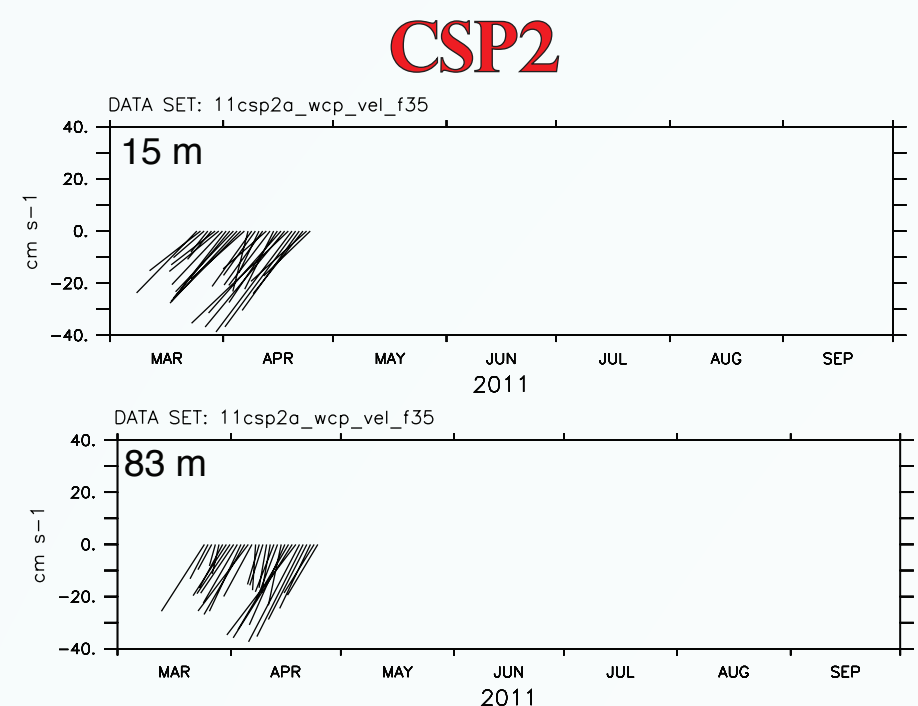 CSP2
DATA SET: 11csp2a_wcp_vel_f35
40.
15 m
20.
0.
cm s-1
-20.
-40.
MAR APR MAY JUN JUL AUG SEP
2011
DATA SET: 11csp2a_wcp_vel_f35
40.
83 m
20.
0.
cm s-1
-20.
-40.
MAR APR MAY JUN JUL AUG SEP
2011